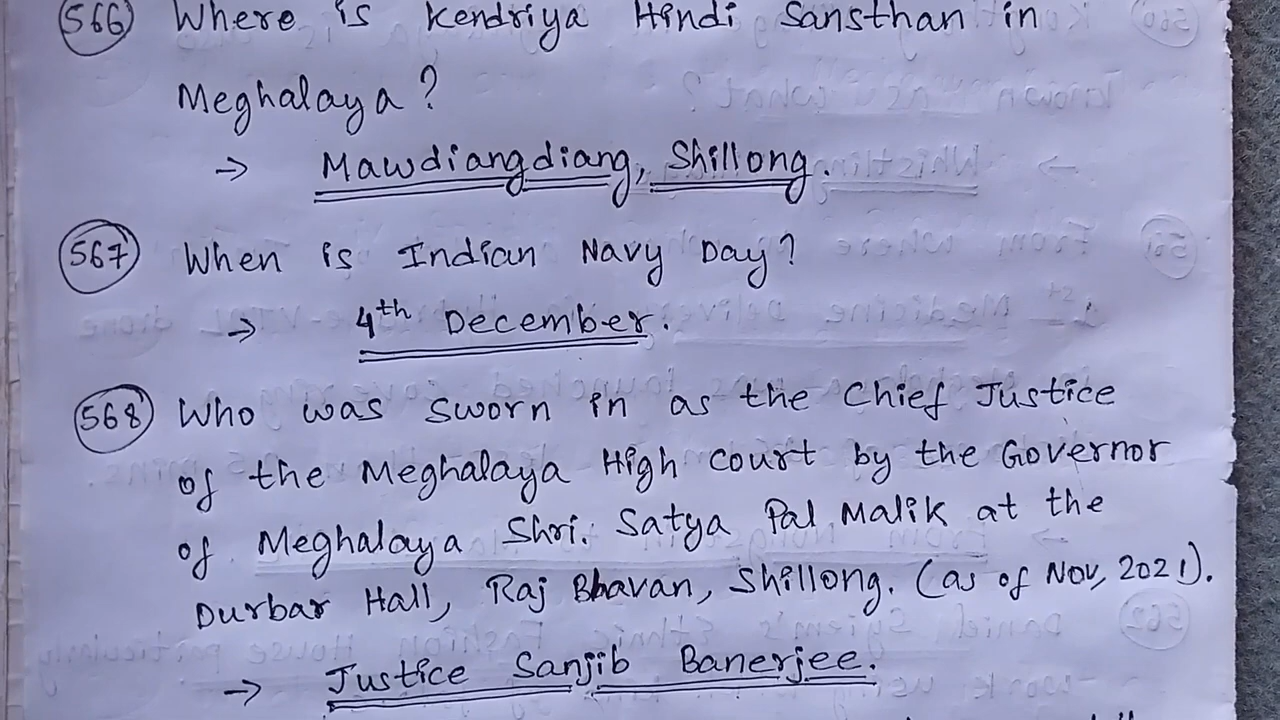 566 Where is Kendriya Hindi Sansthan in
Meghalaya?
→ Mawdiangdiang, Shillong.
567 When is Indian Navy Day?
→ 4th December.
568 Who was sworn in as the Chief Justice
of the Meghalaya High Court by the Governor
of Meghalaya Shri. Satya Pal Malik at the
Durbar Hall, Raj Bhavan, Shillong. (as of Nov, 2021).
→ Justice Sanjib Banerjee.